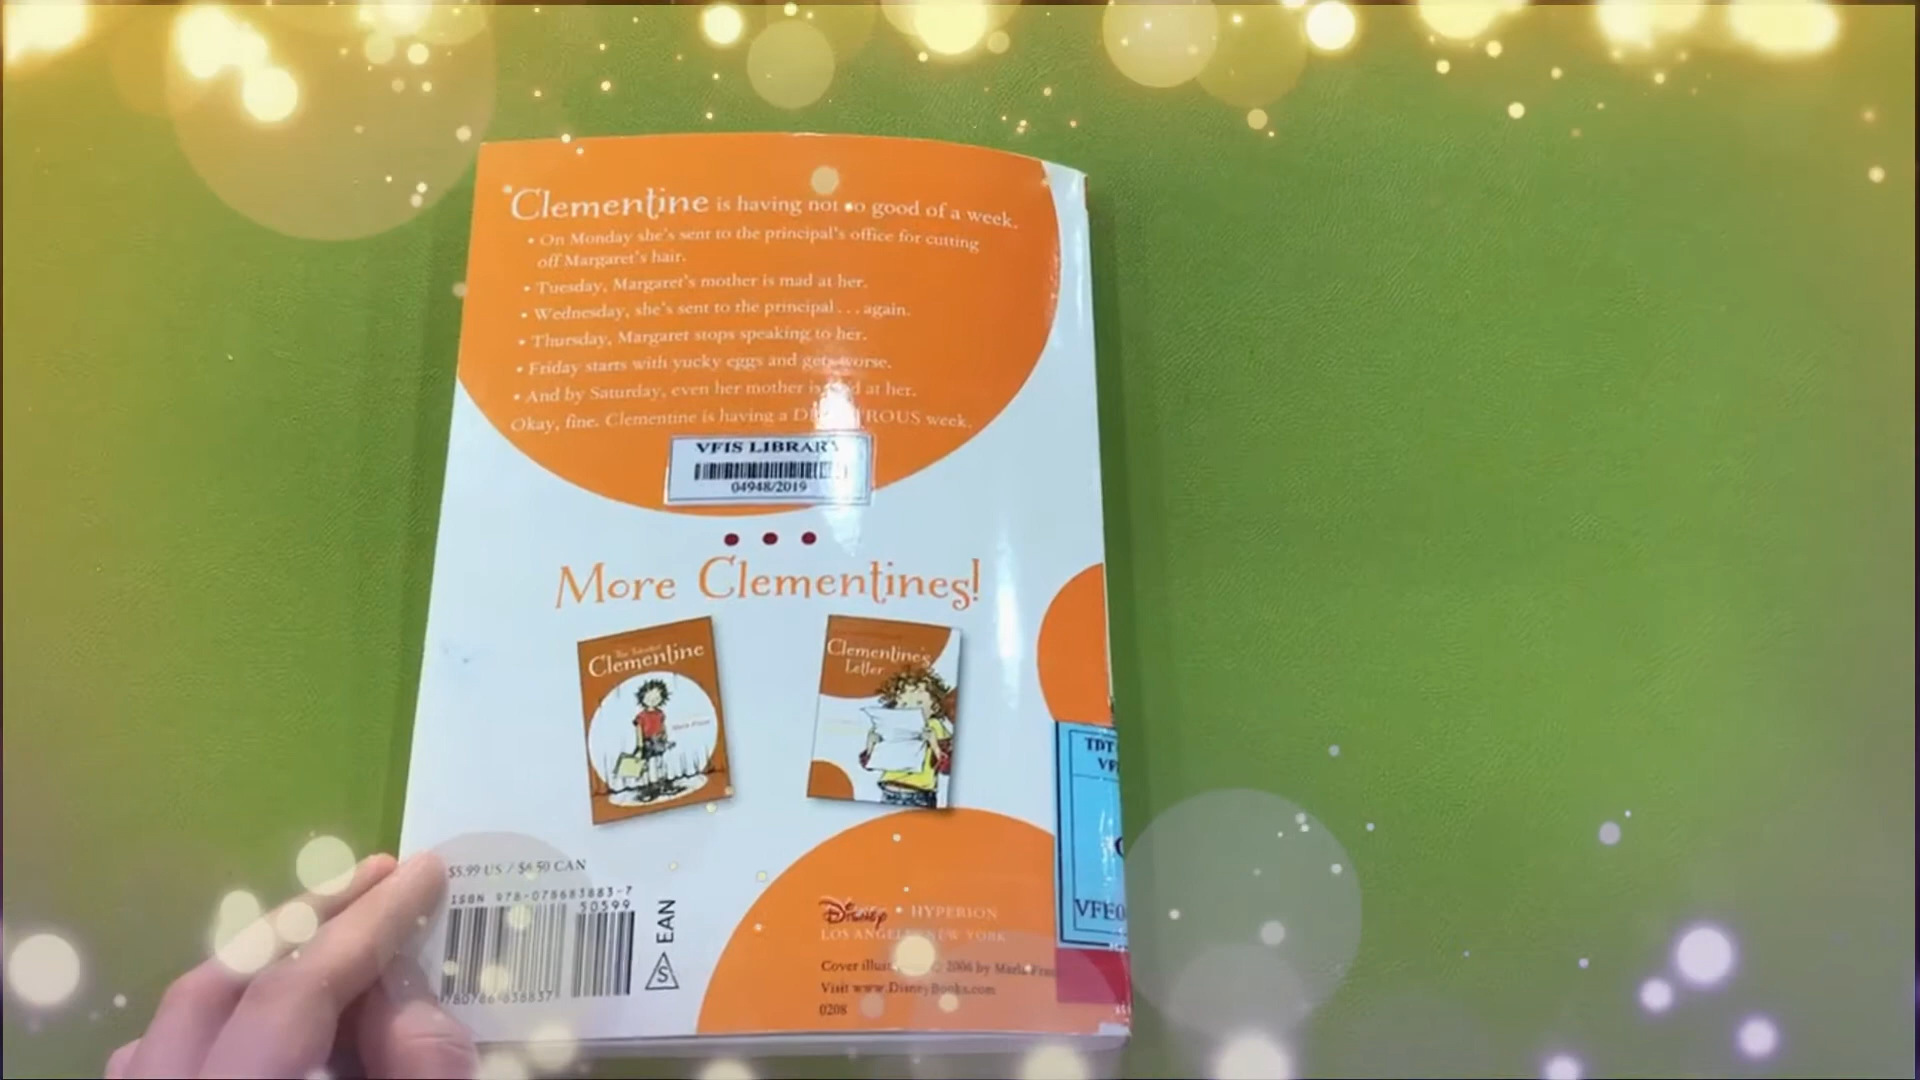 Clementine is having not so good of a week.
• On Monday she's sent to the principal's office for cutting
off Margaret's hair.
• Tuesday, Margaret's mother is mad at her.
• Wednesday, she's sent to the principal . . . again.
• Thursday, Margaret stops speaking to her.
• Friday starts with yucky eggs and gets worse.
• And by Saturday, even her mother is mad at her.
Okay, fine. Clementine is having a week.
VFIS LIBRARY
04948/2019
More Clementines!
Clementine
Clementine's
Letter
TDT
VF
VFE0
$5.99 US / $6.50 CAN
ISBN 978-078683883-7
50599
EAN
S
Disney • HYPERION
LOS ANGELES NEW YORK
Cover © 2006 by Marla
Visit www.DisneyBooks.com
0208